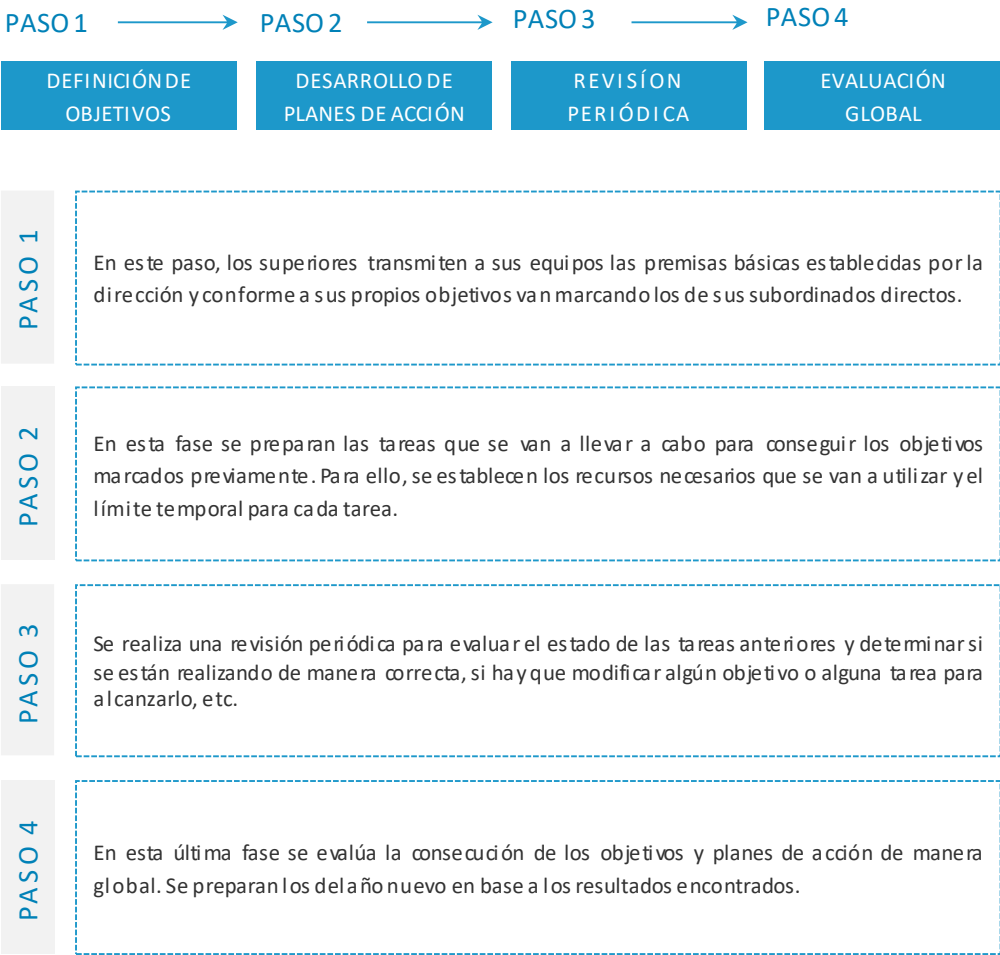 PASO 1 PASO 2 PASO 3 PASO 4
DEFINICIÓN DE
OBJETIVOS
DESARROLLO DE
PLANES DE ACCIÓN
REVISÍON
PERIÓDICA
EVALUACIÓN
GLOBAL
PASO 1
En este paso, los superiores transmiten a sus equipos las premisas básicas establecidas por la
dirección y conforme a sus propios objetivos van marcando los de sus subordinados directos.
PASO 2
En esta fase se preparan las tareas que se van a llevar a cabo para conseguir los objetivos
marcados previamente. Para ello, se establecen los recursos necesarios que se van a utilizar y el
límite temporal para cada tarea.
PASO 3
Se realiza una revisión periódica para evaluar el estado de las tareas anteriores y determinar si
se están realizando de manera correcta, si hay que modificar algún objetivo o alguna tarea para
alcanzarlo, etc.
PASO 4
En esta última fase se evalúa la consecución de los objetivos y planes de acción de manera
global. Se preparan los del año nuevo en base a los resultados encontrados.